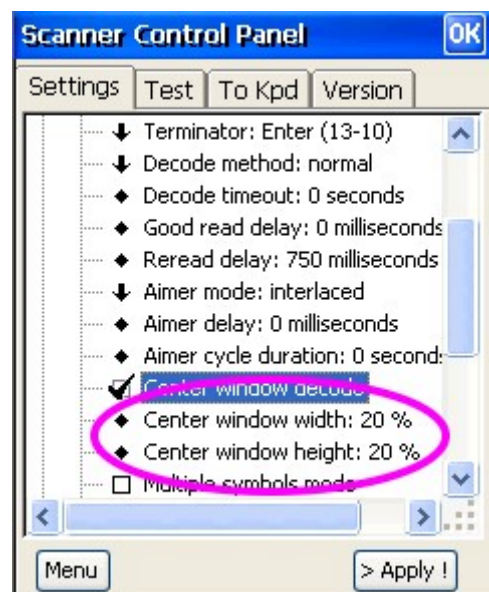 Scanner Control Panel OK
Settings Test To Kpd Version
Terminator: Enter (13-10)
Decode method: normal
Decode timeout: 0 seconds
Good read delay: 0 milliseconds
Reread delay: 750 milliseconds
Aimer mode: interlaced
Aimer delay: 0 milliseconds
Aimer cycle duration: 0 second:
Center window decode
Center window width: 20 %
Center window height: 20 %
Multiple symbols mode
Menu > Apply !